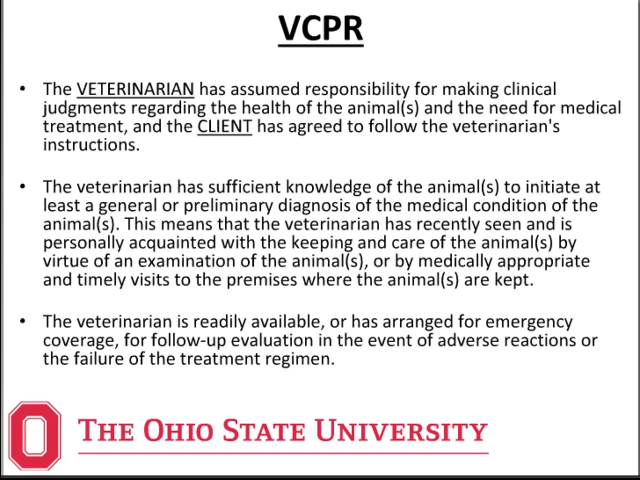 VCPR
• The VETERINARIAN has assumed responsibility for making clinical
judgments regarding the health of the animal(s) and the need for medical
treatment, and the CLIENT has agreed to follow the veterinarian's
instructions.
• The veterinarian has sufficient knowledge of the animal(s) to initiate at
least a general or preliminary diagnosis of the medical condition of the
animal(s). This means that the veterinarian has recently seen and is
personally acquainted with the keeping and care of the animal(s) by
virtue of an examination of the animal(s), or by medically appropriate
and timely visits to the premises where the animal(s) are kept.
• The veterinarian is readily available, or has arranged for emergency
coverage, for follow-up evaluation in the event of adverse reactions or
the failure of the treatment regimen.
THE OHIO STATE UNIVERSITY